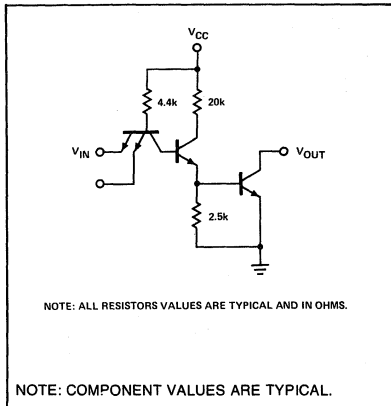 VCC
4.4k
20k
VIN
VOUT
2.5k
NOTE: ALL RESISTORS VALUES ARE TYPICAL AND IN OHMS.
NOTE: COMPONENT VALUES ARE TYPICAL.